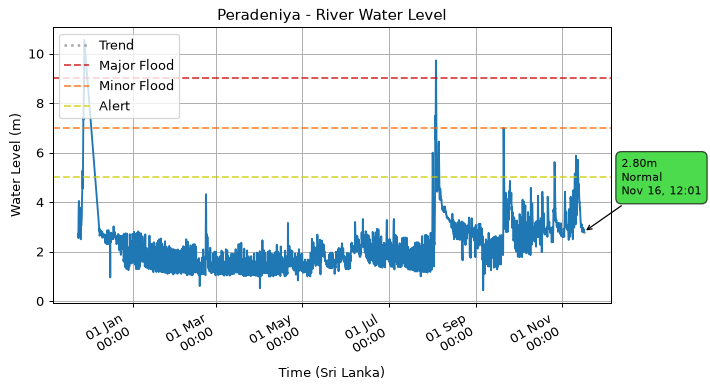 Peradeniya - River Water Level
Trend
Major Flood
Minor Flood
Alert
Water Level (m)
10
8
6
4
2
0
2.80m
Normal
Nov 16, 12:01
01 Jan
00:00
01 Mar
00:00
01 May
00:00
01 Jul
00:00
01 Sep
00:00
01 Nov
00:00
Time (Sri Lanka)